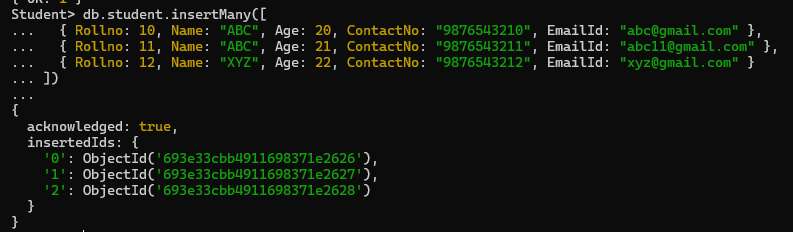 { ok: 1 }
Student> db.student.insertMany([
...    { Rollno: 10, Name: "ABC", Age: 20, ContactNo: "9876543210", EmailId: "abc@gmail.com" },
...    { Rollno: 11, Name: "ABC", Age: 21, ContactNo: "9876543211", EmailId: "abc11@gmail.com" },
...    { Rollno: 12, Name: "XYZ", Age: 22, ContactNo: "9876543212", EmailId: "xyz@gmail.com" }
... ])
...
{
  acknowledged: true,
  insertedIds: {
    '0': ObjectId('693e33cbb4911698371e2626'),
    '1': ObjectId('693e33cbb4911698371e2627'),
    '2': ObjectId('693e33cbb4911698371e2628')
  }
}